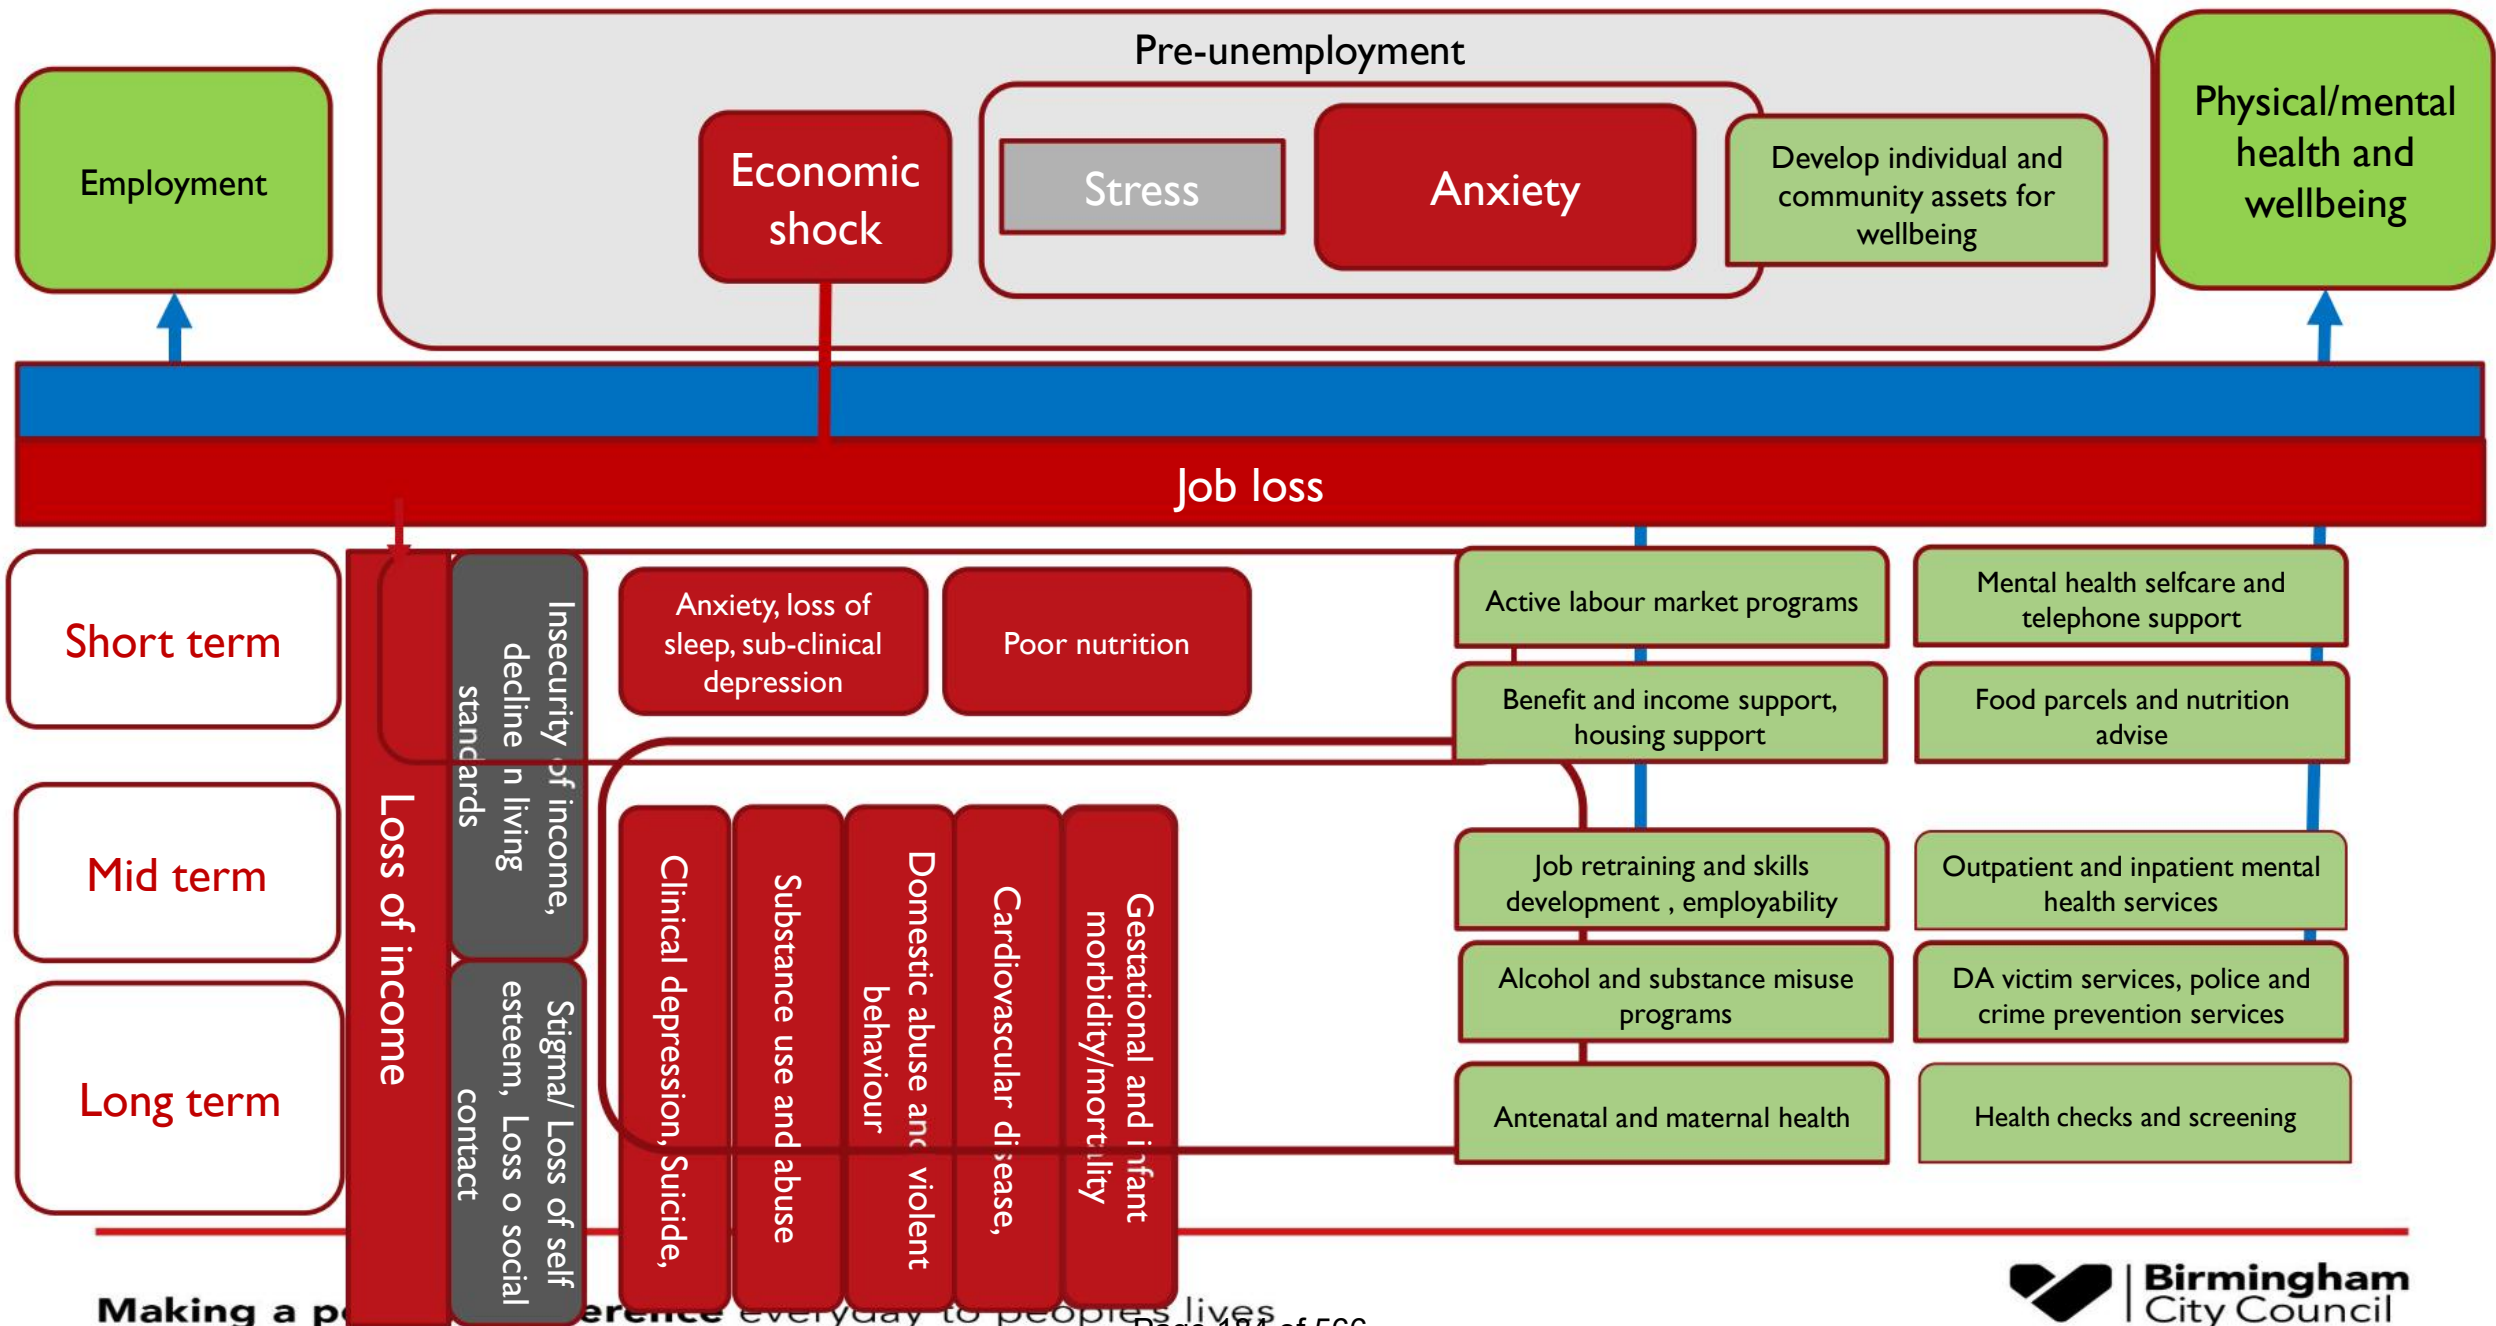 Pre-unemployment
Employment
Economic
shock
Stress
Anxiety
Develop individual and
community assets for
wellbeing
Physical/mental
health and
wellbeing
Job loss
Short term
Mid term
Long term
Loss of income
Insecurity of income,
decline n living
standards
Stigma/ Loss of self
esteem, Loss o social
contact
Anxiety, loss of
sleep, sub-clinical
depression
Poor nutrition
Clinical depression, Suicide,
Substance use and abuse
Domestic abuse and violent
behaviour
Cardiovascular disease,
Gestational and infant
morbidity/mortality
Active labour market programs
Mental health selfcare and
telephone support
Benefit and income support,
housing support
Food parcels and nutrition
advise
Job retraining and skills
development , employability
Outpatient and inpatient mental
health services
Alcohol and substance misuse
programs
DA victim services, police and
crime prevention services
Antenatal and maternal health
Health checks and screening
Making a everyday to people's lives
Page of
Birmingham
City Council